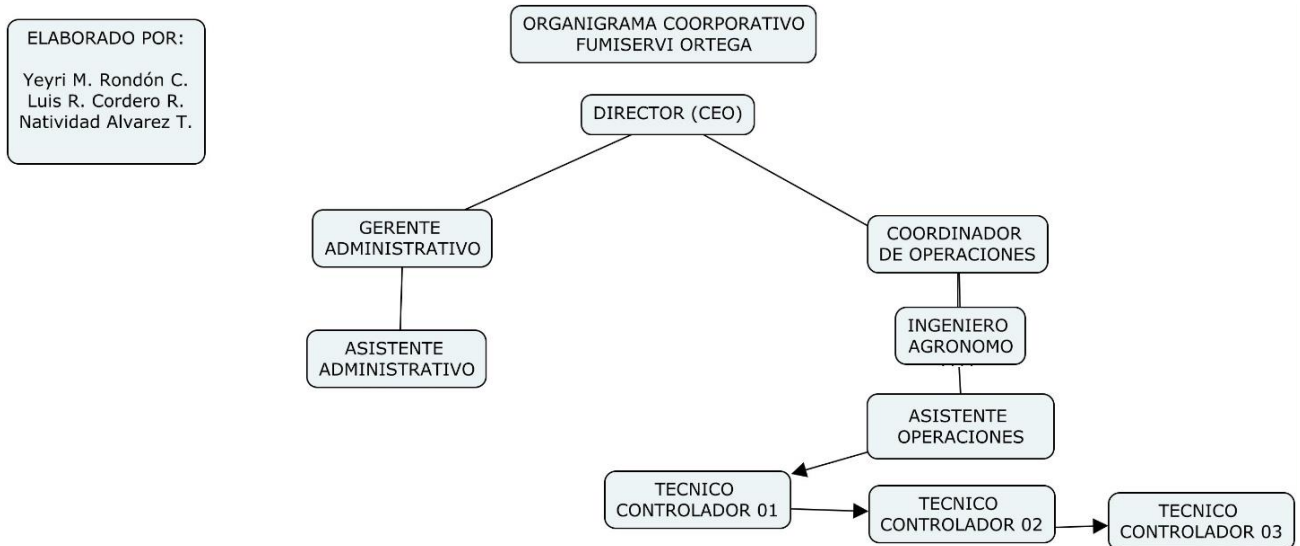 ELABORADO POR:
Yeyri M. Rondón C.
Luis R. Cordero R.
Natividad Alvarez T.
ORGANIGRAMA COORPORATIVO
FUMISERVI ORTEGA
DIRECTOR (CEO)
GERENTE
ADMINISTRATIVO
ASISTENTE
ADMINISTRATIVO
COORDINADOR
DE OPERACIONES
INGENIERO
AGRONOMO
ASISTENTE
OPERACIONES
TECNICO
CONTROLADOR 01
TECNICO
CONTROLADOR 02
TECNICO
CONTROLADOR 03